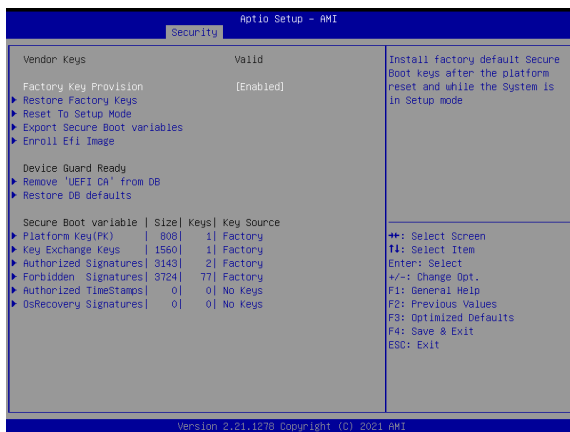 Aptio Setup - AMI
Security
Vendor Keys Valid
Factory Key Provision [Enabled]
Restore Factory Keys
Reset To Setup Mode
Export Secure Boot variables
Enroll Efi Image
Device Guard Ready
Remove 'UEFI CA' from DB
Restore DB defaults
Secure Boot variable | Size| Keys| Key Source
Platform Key(PK) | 808| 1| Factory
Key Exchange Keys | 1560| 1| Factory
Authorized Signatures| 3143| 2| Factory
Forbidden Signatures| 3724| 77| Factory
Authorized TimeStamps| 0| 0| No Keys
OsRecovery Signatures| 0| 0| No Keys
Install factory default Secure
Boot keys after the platform
reset and while the System is
in Setup mode
→←: Select Screen
↑↓: Select Item
Enter: Select
+/-: Change Opt.
F1: General Help
F2: Previous Values
F3: Optimized Defaults
F4: Save & Exit
ESC: Exit
Version 2.21.1278 Copyright (C) 2021 AMI